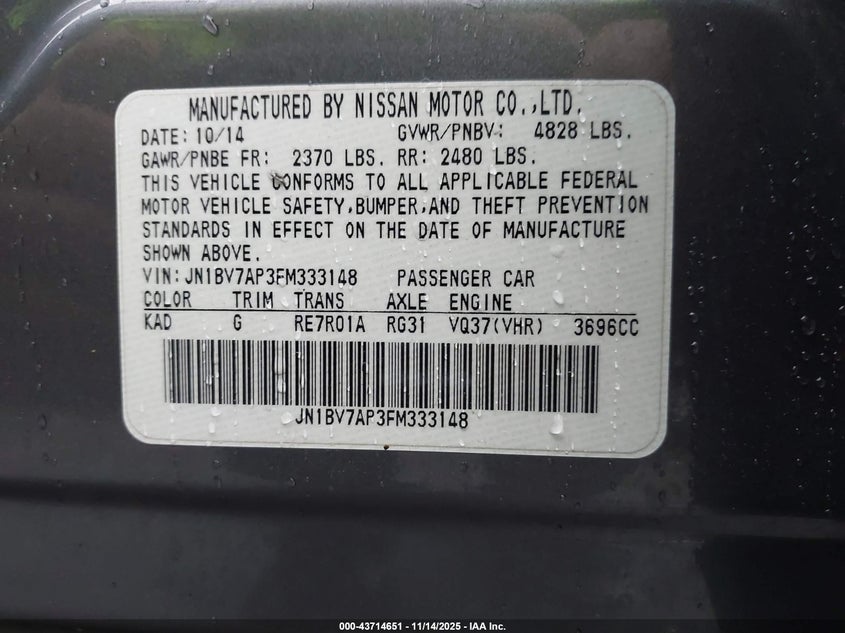 MANUFACTURED BY NISSAN MOTOR CO.,LTD.
DATE: 10/14 GVWR/PNBV: 4828 LBS.
GAWR/PNBE FR: 2370 LBS. RR: 2480 LBS.
THIS VEHICLE CONFORMS TO ALL APPLICABLE FEDERAL
MOTOR VEHICLE SAFETY,BUMPER,AND THEFT PREVENTION
STANDARDS IN EFFECT ON THE DATE OF MANUFACTURE
SHOWN ABOVE.
VIN:JN1BV7AP3FM333148 PASSENGER CAR
COLOR TRIM TRANS AXLE ENGINE
KAD G RE7R01A RG31 VQ37(VHR) 3696CC
JN1BV7AP3FM333148
000-43714651 - 11/14/2025 - IAA Inc.